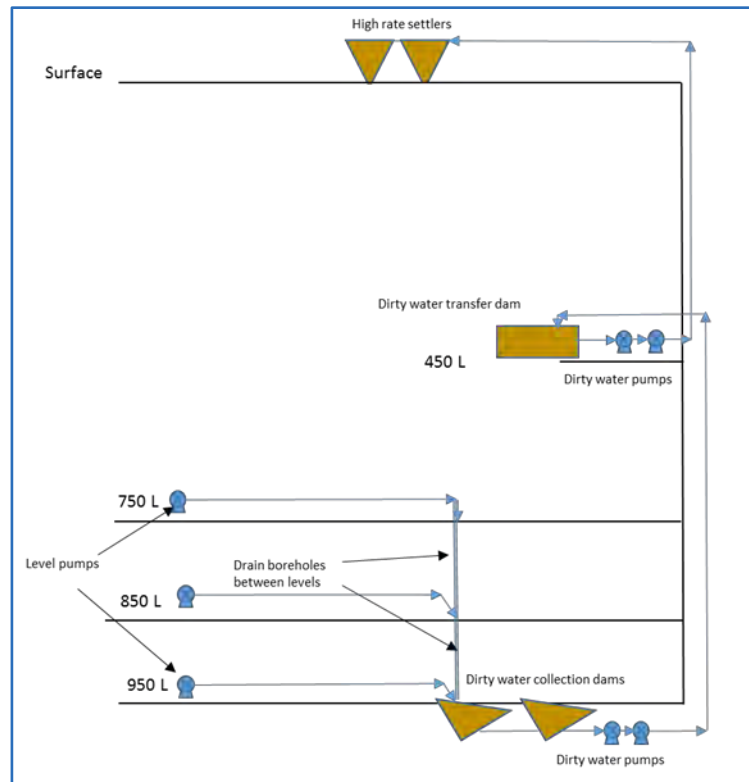 High rate settlers
Surface
Dirty water transfer dam
450 L
Dirty water pumps
750 L
Level pumps
Drain boreholes
between levels
850 L
950 L
Dirty water collection dams
Dirty water pumps